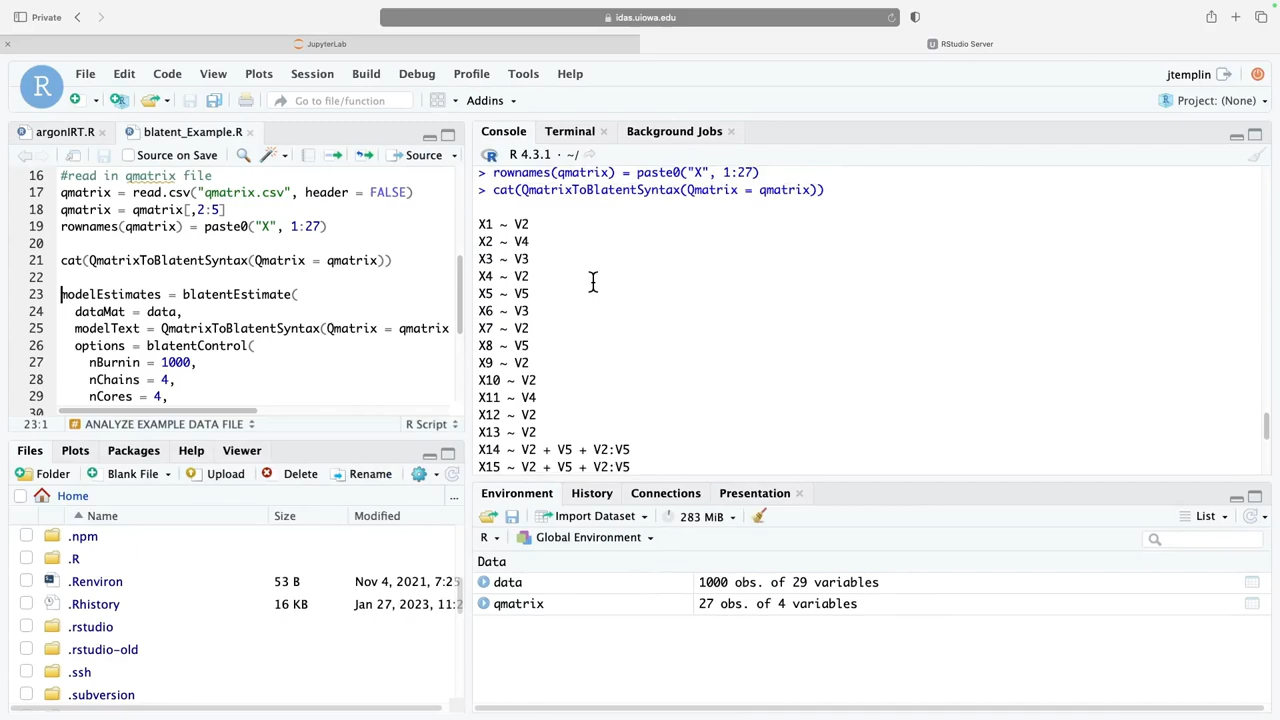 Private
idas.uiowa.edu
JupyterLab
RStudio Server
File Edit Code View Plots Session Build Debug Profile Tools Help
jtemplin
Go to file/function
Addins
Project: (None)
argonIRT.R
blatent_Example.R
Source on Save
Source
16 #read in qmatrix file
17 qmatrix = read.csv("qmatrix.csv", header = FALSE)
18 qmatrix = qmatrix[,2:5]
19 rownames(qmatrix) = paste0("X", 1:27)
20
21 cat(QmatrixToBlatentSyntax(Qmatrix = qmatrix))
22
23 modelEstimates = blatentEstimate(
24 dataMat = data,
25 modelText = QmatrixToBlatentSyntax(Qmatrix = qmatrix
26 options = blatentControl(
27 nBurnin = 1000,
28 nChains = 4,
29 nCores = 4,
30
23:1
# ANALYZE EXAMPLE DATA FILE
R Script
Files Plots Packages Help Viewer
Folder Blank File Upload Delete Rename
Home
...
Name Size Modified
.npm
.R
.Renviron 53 B Nov 4, 2021, 7:25
.Rhistory 16 KB Jan 27, 2023, 11:2
.rstudio
.rstudio-old
.ssh
.subversion
Console Terminal Background Jobs
R 4.3.1 · ~/
> rownames(qmatrix) = paste0("X", 1:27)
> cat(QmatrixToBlatentSyntax(Qmatrix = qmatrix))
X1 ~ V2
X2 ~ V4
X3 ~ V3
X4 ~ V2
X5 ~ V5
X6 ~ V3
X7 ~ V2
X8 ~ V5
X9 ~ V2
X10 ~ V2
X11 ~ V4
X12 ~ V2
X13 ~ V2
X14 ~ V2 + V5 + V2:V5
X15 ~ V2 + V5 + V2:V5
Environment History Connections Presentation
Import Dataset
283 MiB
List
R
Global Environment
Data
data 1000 obs. of 29 variables
qmatrix 27 obs. of 4 variables